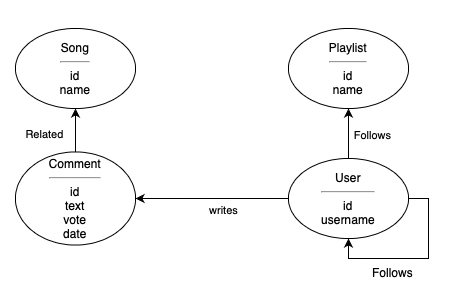 Song
id
name
Playlist
id
name
Related
Follows
Comment
id
text
vote
date
User
id
username
writes
Follows